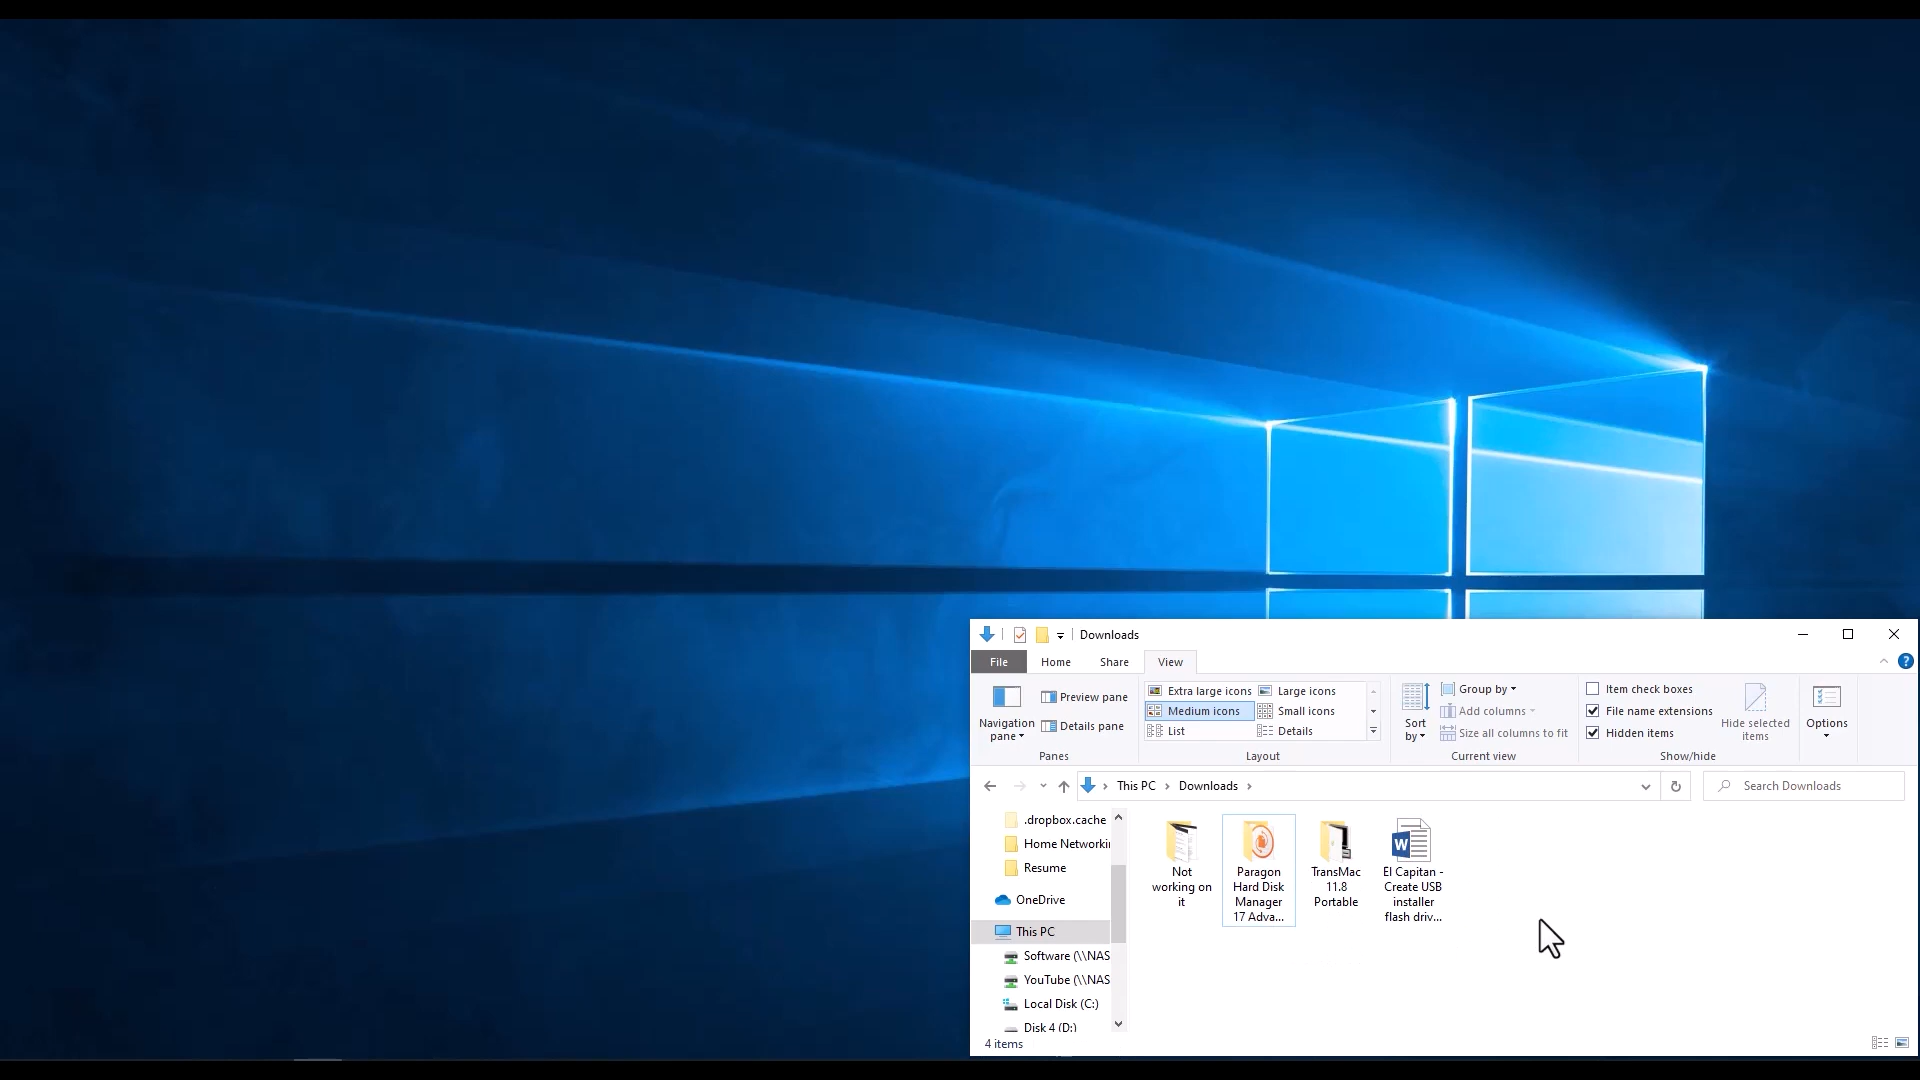 Downloads
File Home Share View
Navigation pane
Preview pane
Details pane
Panes
Extra large icons Large icons
Medium icons Small icons
List Details
Layout
Sort by
Group by
Add columns
Size all columns to fit
Current view
Item check boxes
File name extensions
Hidden items
Hide selected items
Show/hide
Options
This PC > Downloads >
Search Downloads
.dropbox.cache
Home Networki
Resume
OneDrive
This PC
Software (\\NAS
YouTube (\\NAS
Local Disk (C:)
Disk 4 (D:)
Not
working on
it
Paragon
Hard Disk
Manager
17 Adva...
TransMac
11.8
Portable
El Capitan -
Create USB
installer
flash driv...
4 items